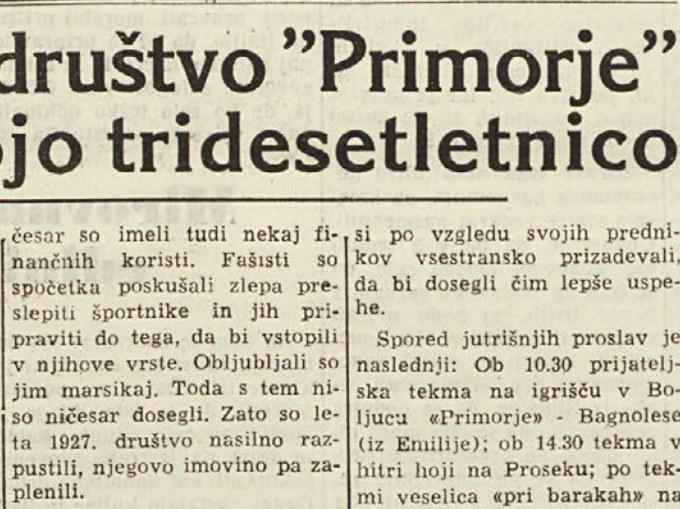 društvo "Primorje"
ojo tridesetletnico
česar so imeli tudi nekaj fi-
nančnih koristi. Fašisti so
spočetka poskušali zlepa pre-
slepiti športnike in jih pri-
praviti do tega, da bi vstopili
v njihove vrste. Obljubljali so
jim marsikaj. Toda s tem ni-
so ničesar dosegli. Zato so le-
ta 1927. društvo nasilno raz-
pustili, njegovo imovino pa za-
plenili.
si po vzgledu svojih predni-
kov vsestransko prizadevali,
da bi dosegli čim lepše uspe-
he.
Spored jutrišnjih proslav je
naslednji: Ob 10.30 prijatelj-
ska tekma na igrišču v Bo-
ljucu «Primorje» Bagnolese
(iz Emilije); ob 14.30 tekma v
hitri hoji na Proseku; po tek-
mi veselica «pri barakah» na